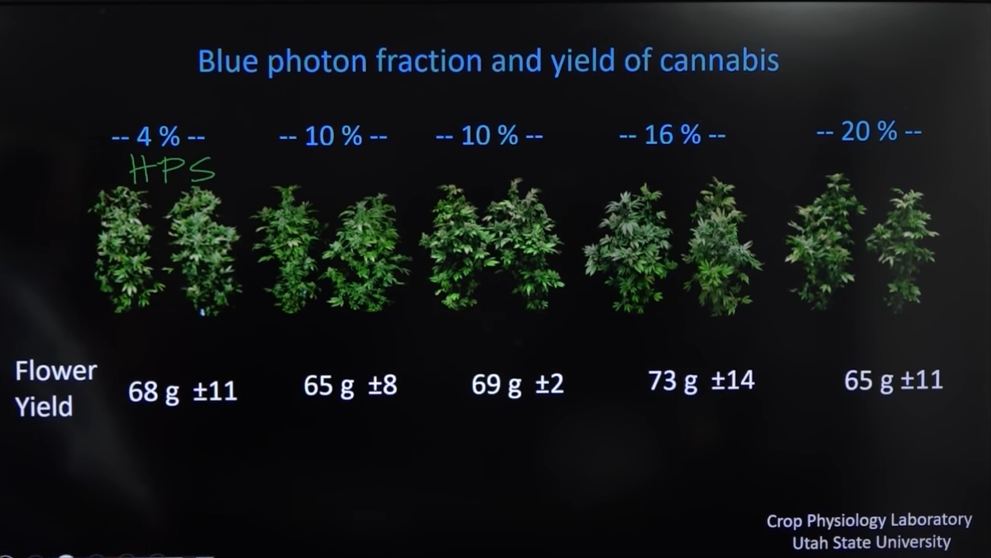 Blue photon fraction and yield of cannabis
-- 4 % -- -- 10 % -- -- 10 % -- -- 16 % -- -- 20 % --
HPS
Flower
Yield
68 g ±11 65 g ±8 69 g ±2 73 g ±14 65 g ±11
Crop Physiology Laboratory
Utah State University